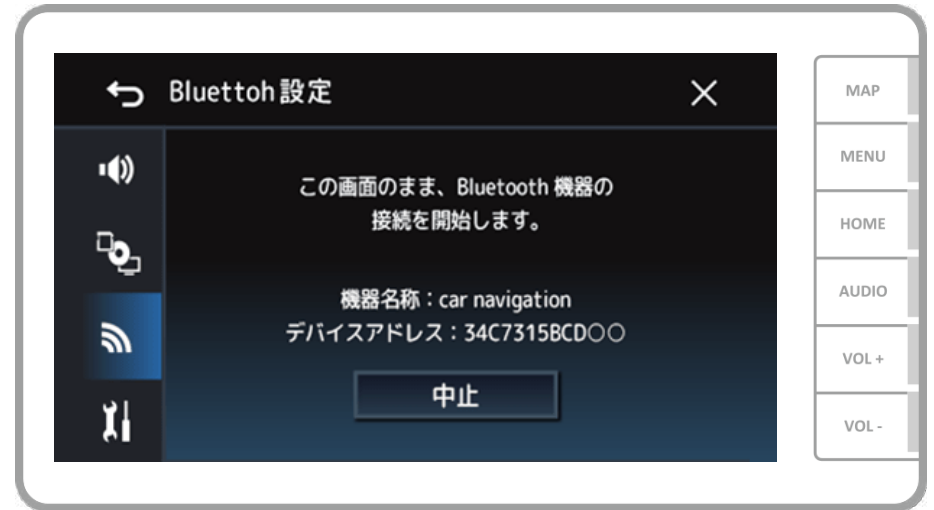 Bluettoh設定
この画面のまま、Bluetooth 機器の
接続を開始します。
機器名称：car navigation
デバイスアドレス：34C7315BCD〇〇
中止
MAP
MENU
HOME
AUDIO
VOL +
VOL -